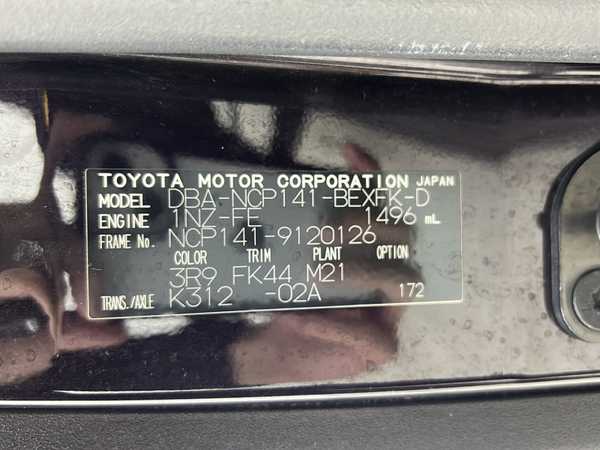 TOYOTA MOTOR CORPORATION JAPAN
MODEL DBA-NCP141-BEXFK-D
ENGINE 1NZ-FE 1496 mL
FRAME No. NCP141-9120126
COLOR TRIM PLANT OPTION
3R9 FK44 M21
TRANS./AXLE K312 -02A 172